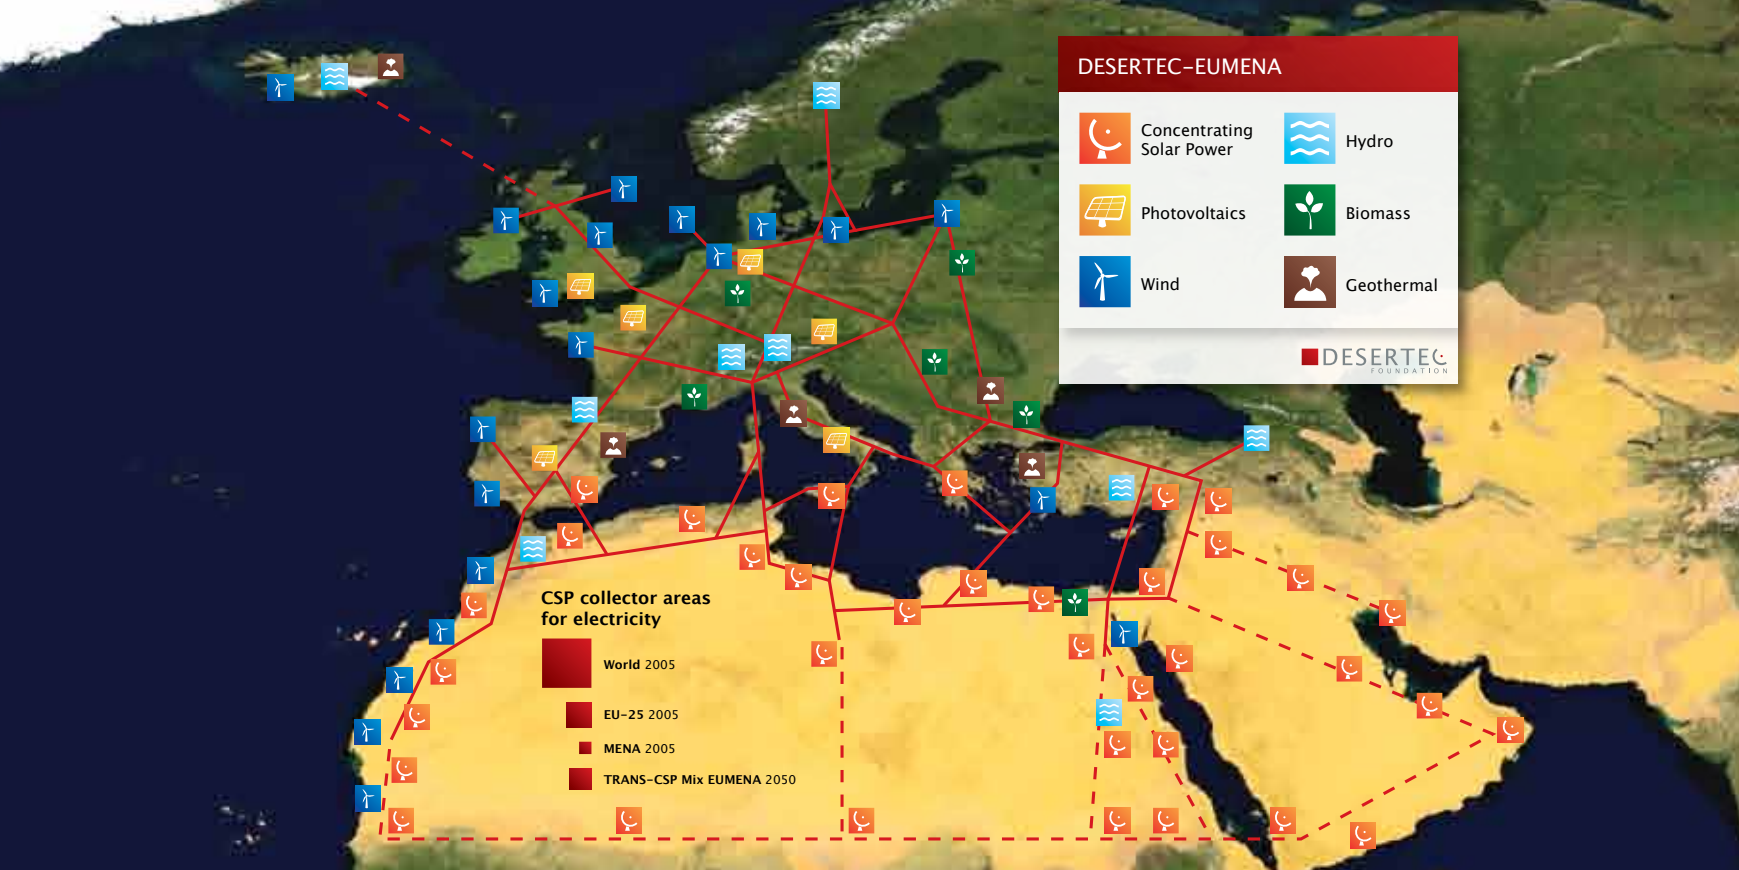 DESERTEC–EUMENA
Concentrating
Solar Power
Hydro
Photovoltaics
Biomass
Wind
Geothermal
DESERTEC
FOUNDATION
CSP collector areas
for electricity
World 2005
EU–25 2005
MENA 2005
TRANS–CSP Mix EUMENA 2050